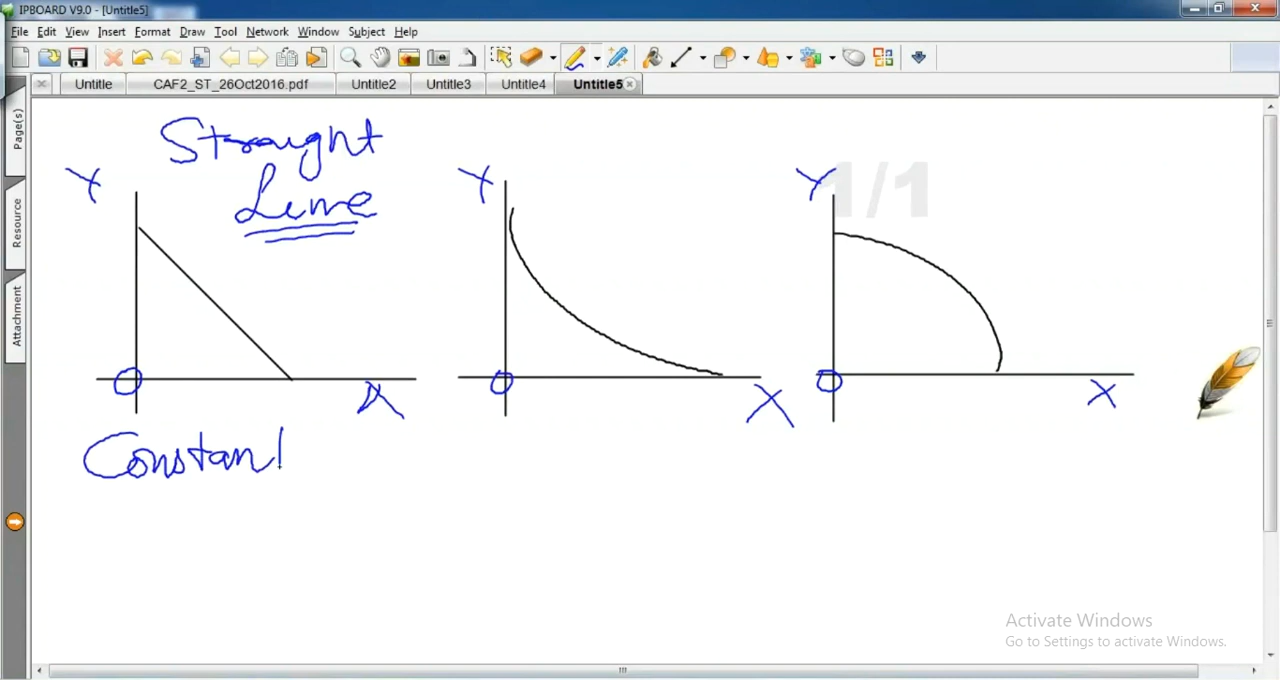 IPBOARD V9.0 - [Untitle5]
File Edit View Insert Format Draw Tool Network Window Subject Help
Untitle CAF2_ST_26Oct2016.pdf Untitle2 Untitle3 Untitle4 Untitle5
Page(s)
Resource
Attachment
1/1
Straight
Line
Y
Y
Y
O
X
O
X
O
X
Constant
Activate Windows
Go to Settings to activate Windows.